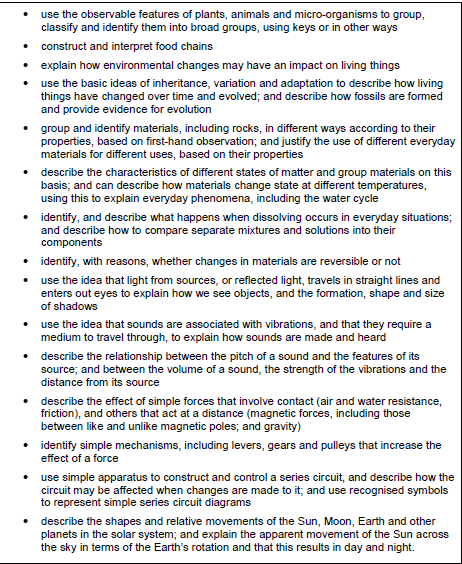 • use the observable features of plants, animals and micro-organisms to group,
classify and identify them into broad groups, using keys or in other ways
• construct and interpret food chains
• explain how environmental changes may have an impact on living things
• use the basic ideas of inheritance, variation and adaptation to describe how living
things have changed over time and evolved; and describe how fossils are formed
and provide evidence for evolution
• group and identify materials, including rocks, in different ways according to their
properties, based on first-hand observation; and justify the use of different everyday
materials for different uses, based on their properties
• describe the characteristics of different states of matter and group materials on this
basis; and can describe how materials change state at different temperatures,
using this to explain everyday phenomena, including the water cycle
• identify, and describe what happens when dissolving occurs in everyday situations;
and describe how to compare separate mixtures and solutions into their
components
• identify, with reasons, whether changes in materials are reversible or not
• use the idea that light from sources, or reflected light, travels in straight lines and
enters out eyes to explain how we see objects, and the formation, shape and size
of shadows
• use the idea that sounds are associated with vibrations, and that they require a
medium to travel through, to explain how sounds are made and heard
• describe the relationship between the pitch of a sound and the features of its
source; and between the volume of a sound, the strength of the vibrations and the
distance from its source
• describe the effect of simple forces that involve contact (air and water resistance,
friction), and others that act at a distance (magnetic forces, including those
between like and unlike magnetic poles; and gravity)
• identify simple mechanisms, including levers, gears and pulleys that increase the
effect of a force
• use simple apparatus to construct and control a series circuit, and describe how the
circuit may be affected when changes are made to it; and use recognised symbols
to represent simple series circuit diagrams
• describe the shapes and relative movements of the Sun, Moon, Earth and other
planets in the solar system; and explain the apparent movement of the Sun across
the sky in terms of the Earth's rotation and that this results in day and night.